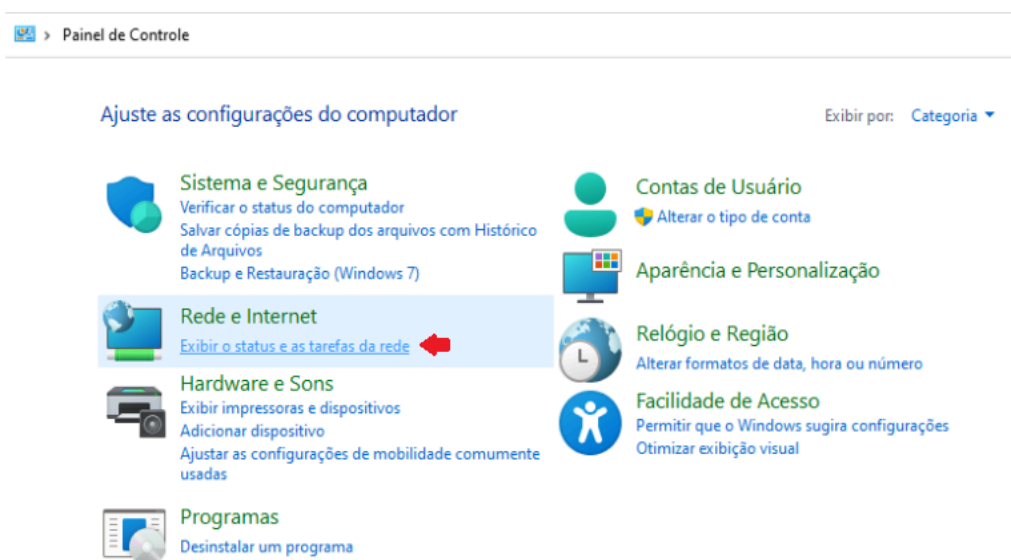 Painel de Controle
Ajuste as configurações do computador
Exibir por: Categoria
Sistema e Segurança
Verificar o status do computador
Salvar cópias de backup dos arquivos com Histórico
de Arquivos
Backup e Restauração (Windows 7)
Rede e Internet
Exibir o status e as tarefas da rede
Hardware e Sons
Exibir impressoras e dispositivos
Adicionar dispositivo
Ajustar as configurações de mobilidade comumente
usadas
Programas
Desinstalar um programa
Contas de Usuário
Alterar o tipo de conta
Aparência e Personalização
Relógio e Região
Alterar formatos de data, hora ou número
Facilidade de Acesso
Permitir que o Windows sugira configurações
Otimizar exibição visual